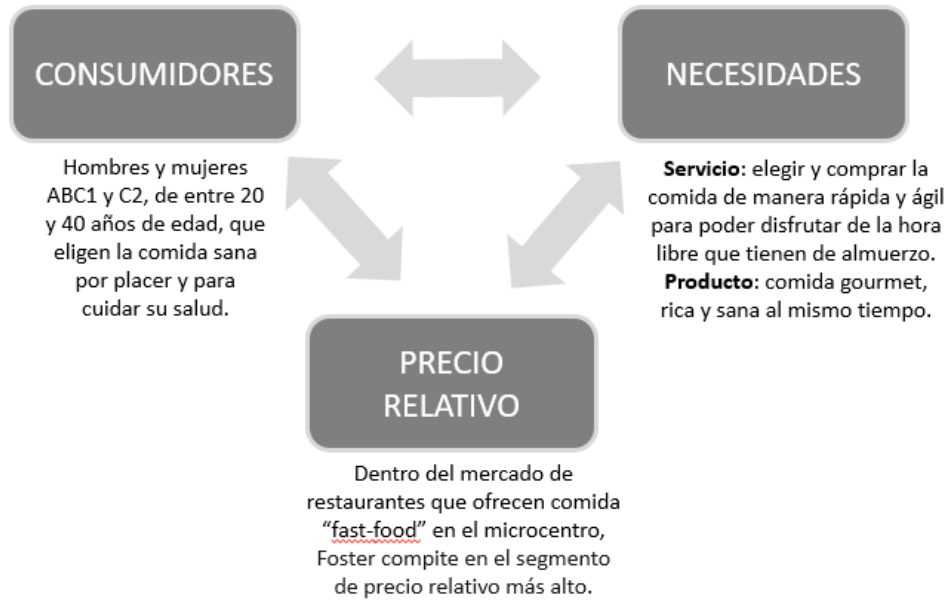 CONSUMIDORES
Hombres y mujeres
ABC1 y C2, de entre 20
y 40 años de edad, que
eligen la comida sana
por placer y para
cuidar su salud.
NECESIDADES
Servicio: elegir y comprar la
comida de manera rápida y ágil
para poder disfrutar de la hora
libre que tienen de almuerzo.
Producto: comida gourmet,
rica y sana al mismo tiempo.
PRECIO
RELATIVO
Dentro del mercado de
restaurantes que ofrecen comida
“fast-food” en el microcentro,
Foster compite en el segmento
de precio relativo más alto.